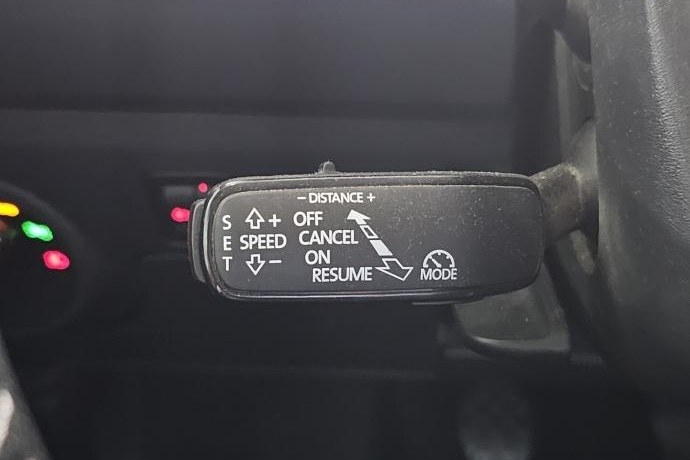 - DISTANCE +
S + OFF
E SPEED CANCEL
T - ON
RESUME MODE